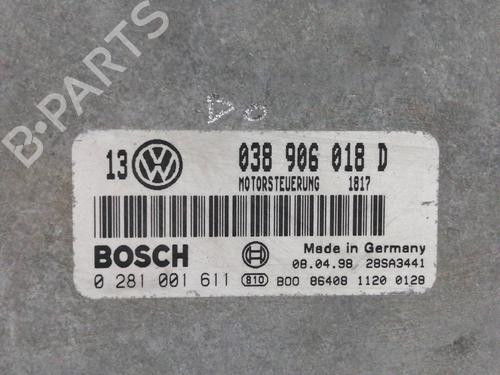 B-PARTS
DO
13 VW 038 906 018 D
MOTORSTEUERUNG 1817
BOSCH
Made in Germany
0 281 001 611
08.04.98 28SA3441
810 B00 86408 1120 0128